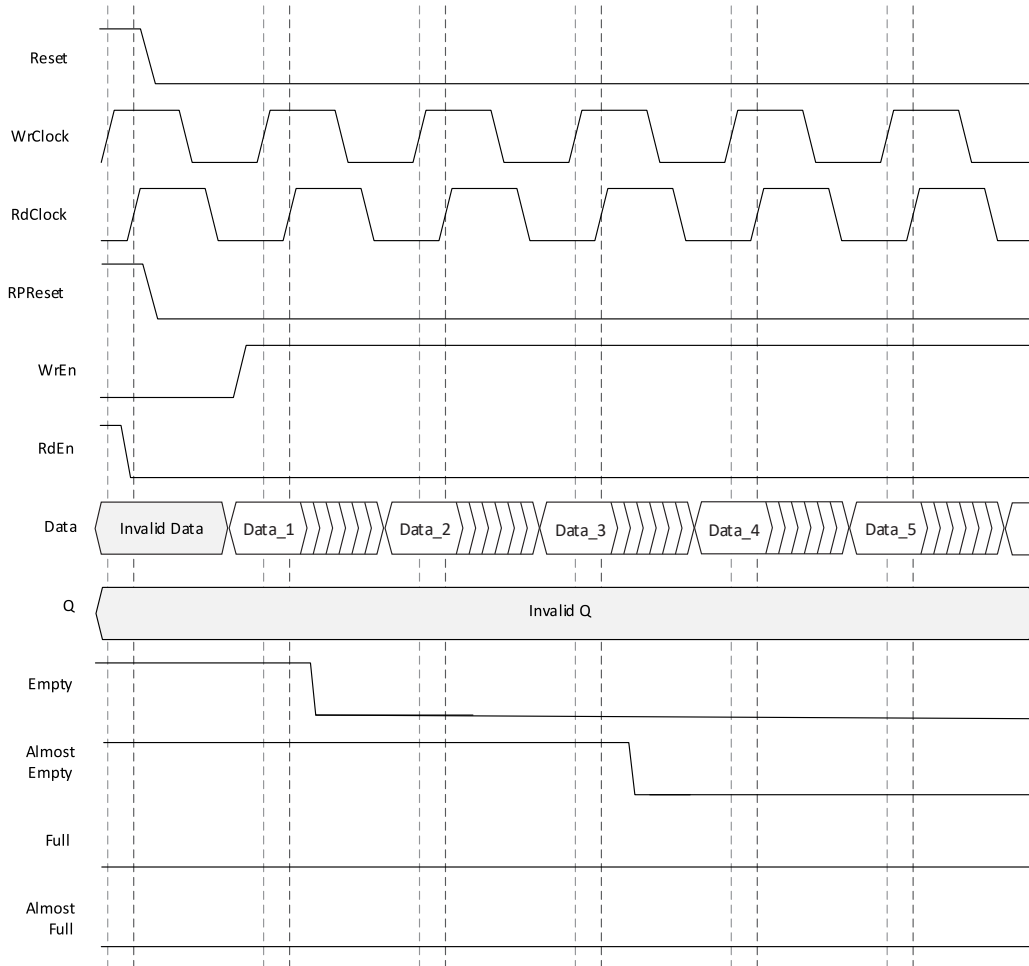 Reset
WrClock
RdClock
RPReset
WrEn
RdEn
Data
Invalid Data
Data_1
Data_2
Data_3
Data_4
Data_5
Q
Invalid Q
Empty
Almost
Empty
Full
Almost
Full